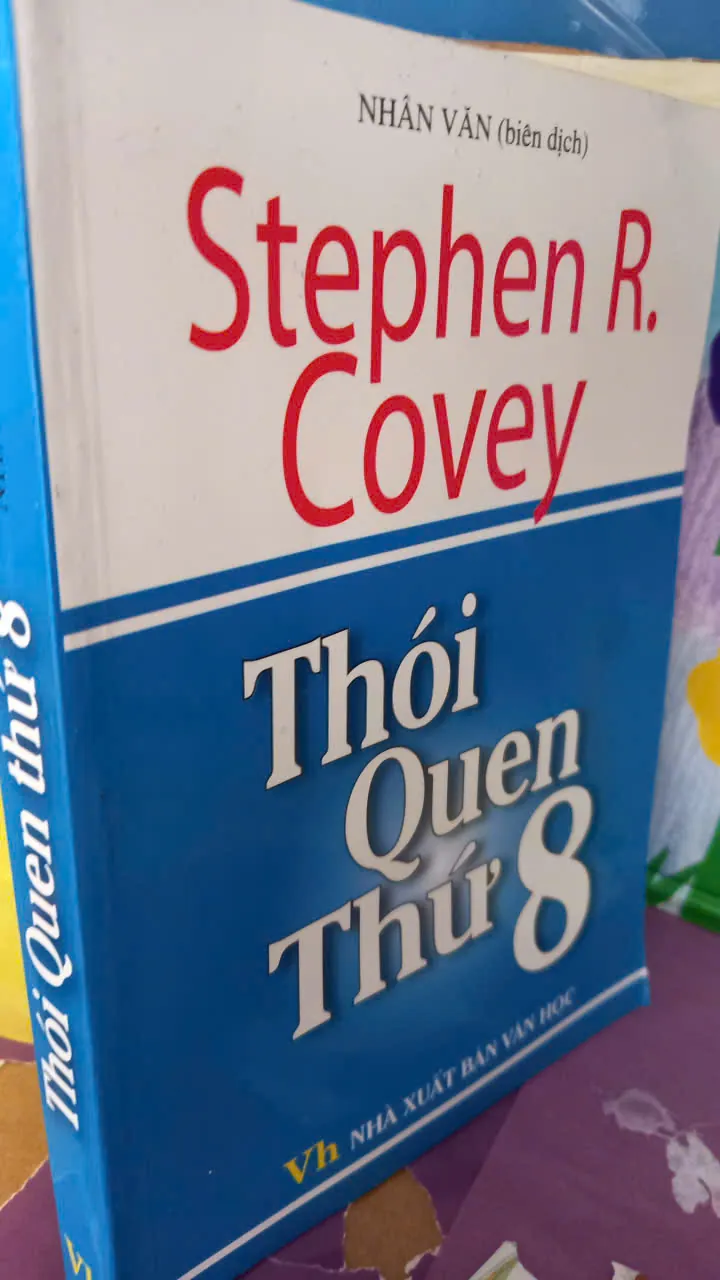 NHÂN VĂN (biên dịch)
Stephen R.
Covey
Thói
Quen
Thứ 8
Vh NHÀ XUẤT BẢN VĂN HỌC
Thói Quen thứ 8